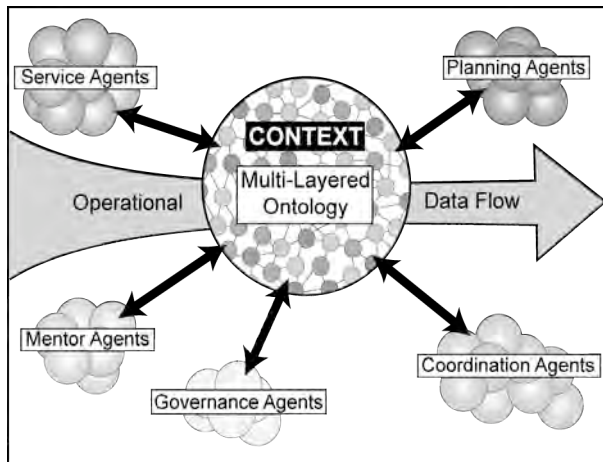 Service Agents
Planning Agents
CONTEXT
Multi-Layered
Ontology
Operational
Data Flow
Mentor Agents
Governance Agents
Coordination Agents